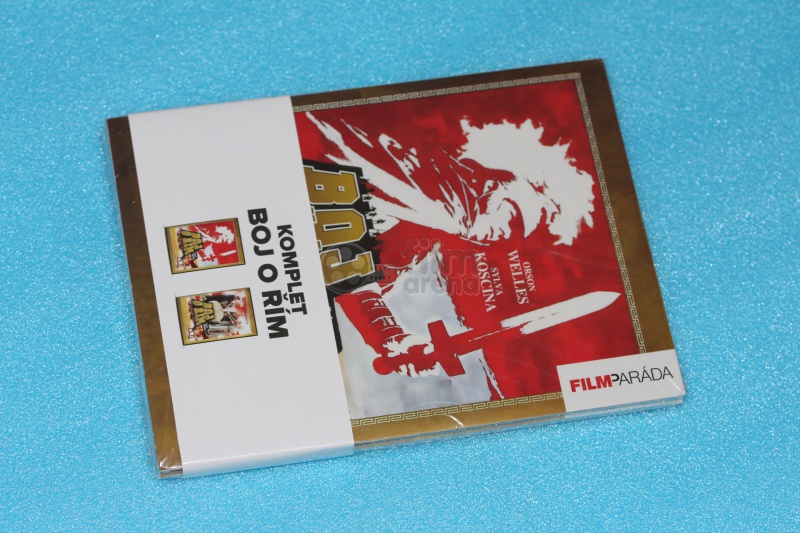 KOMPLET
BOJ O ŘÍM
BOJ
ORSON
WELLES
SYLVA
KOSCINA
FILMPARÁDA